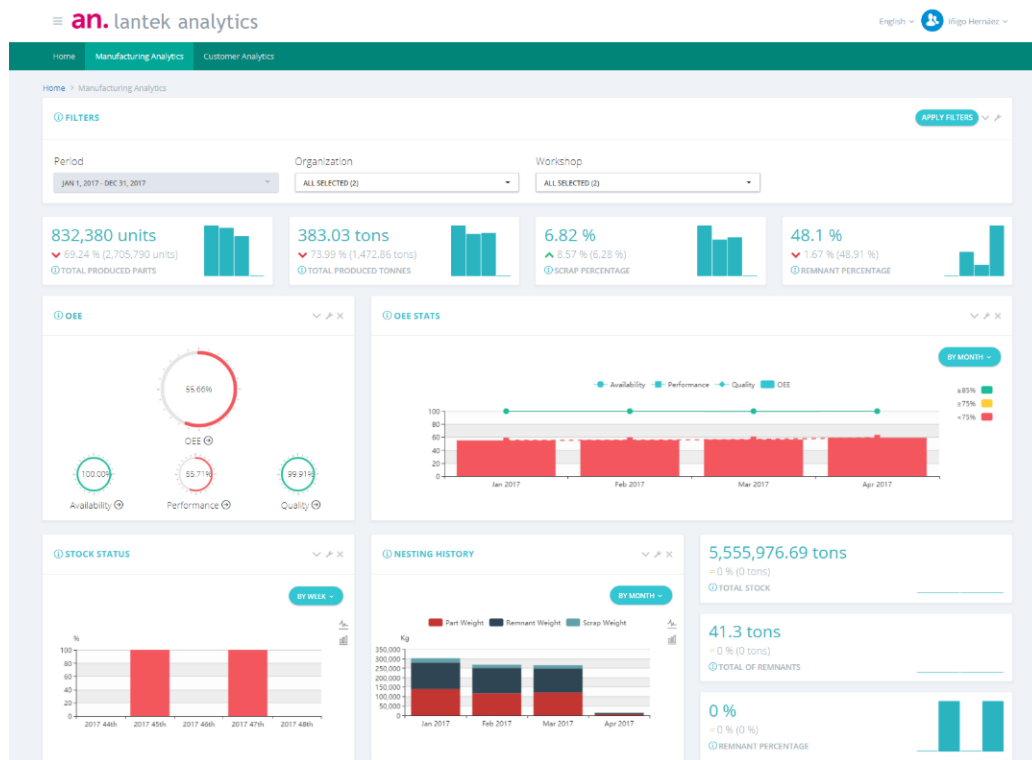 ≡ an. lantek analytics
English
Iñigo Hernáez
Home Manufacturing Analytics Customer Analytics
Home > Manufacturing Analytics
FILTERS
APPLY FILTERS
Period
Organization
Workshop
JAN 1, 2017 - DEC 31, 2017
ALL SELECTED (2)
ALL SELECTED (2)
832,380 units
69.24 % (2,705,790 units)
TOTAL PRODUCED PARTS
383.03 tons
73.99 % (1,472.86 tons)
TOTAL PRODUCED TONNES
6.82 %
8.57 % (6.28 %)
SCRAP PERCENTAGE
48.1 %
1.67 % (48.91 %)
REMNANT PERCENTAGE
OEE
55.66%
OEE
100.00%
55.71%
99.91%
Availability
Performance
Quality
OEE STATS
BY MONTH
Availability Performance Quality OEE
≥85%
≥75%
<75%
100
80
60
40
20
0
Jan 2017 Feb 2017 Mar 2017 Apr 2017
STOCK STATUS
BY WEEK
%
100
80
60
40
20
0
2017 44th 2017 45th 2017 46th 2017 47th 2017 48th
NESTING HISTORY
BY MONTH
Part Weight Remnant Weight Scrap Weight
Kg
350,000
300,000
250,000
200,000
150,000
100,000
50,000
0
Jan 2017 Feb 2017 Mar 2017 Apr 2017
5,555,976.69 tons
= 0 % (0 tons)
TOTAL STOCK
41.3 tons
= 0 % (0 tons)
TOTAL OF REMNANTS
0 %
= 0 % (0 %)
REMNANT PERCENTAGE